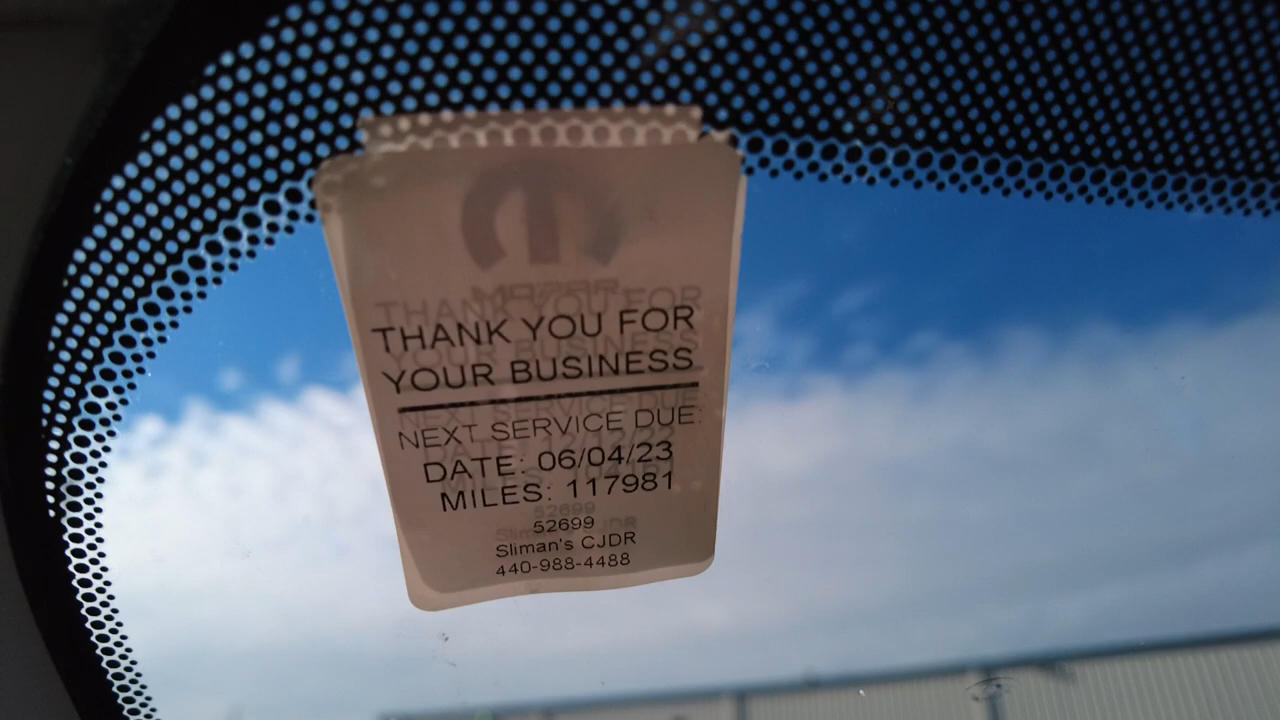 MOPAR
THANK YOU FOR
YOUR BUSINESS
NEXT SERVICE DUE:
DATE: 06/04/23
MILES: 117981
52699
Sliman's CJDR
440-988-4488